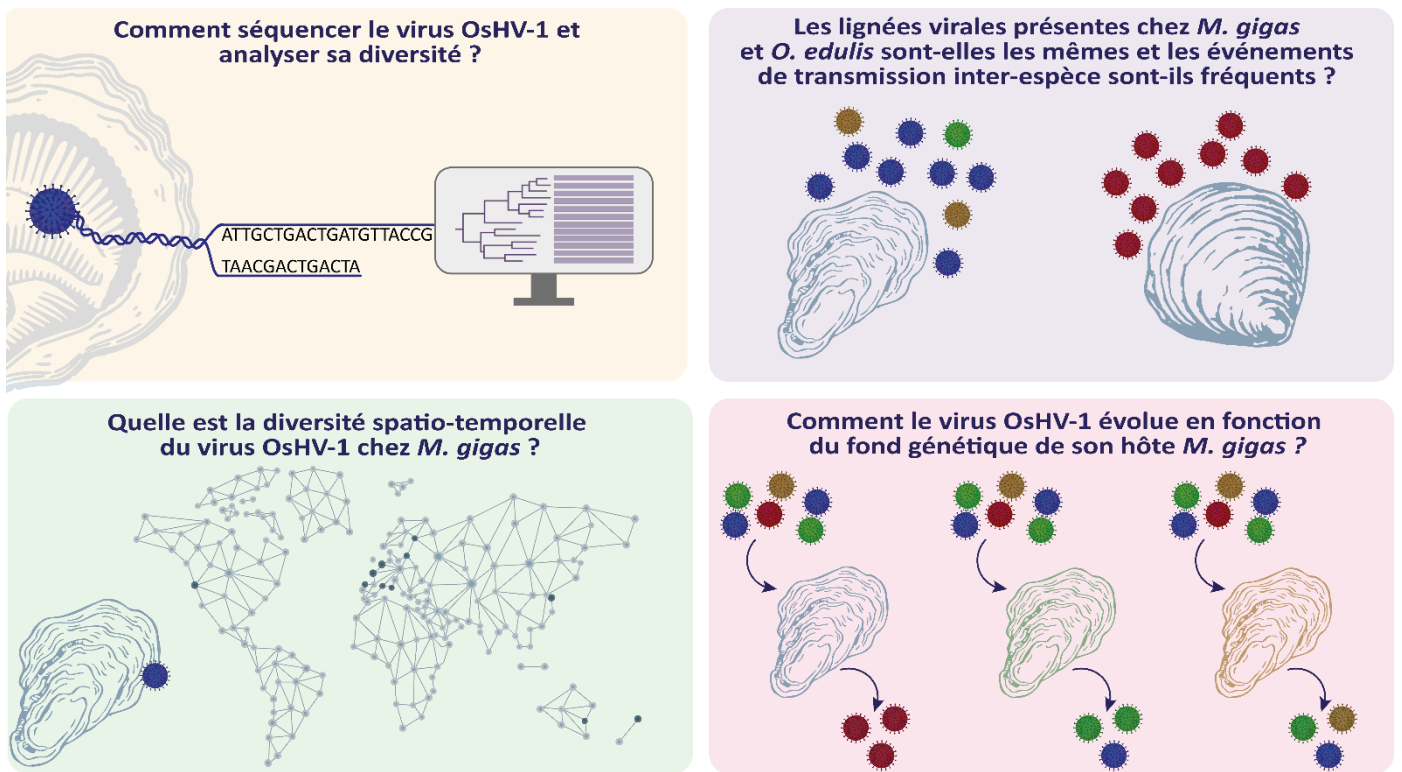 Comment séquencer le virus OsHV-1 et
analyser sa diversité ?
ATTGCTGACTGATGTTACCG
TAACGACTGACTA
Les lignées virales présentes chez M. gigas
et O. edulis sont-elles les mêmes et les événements
de transmission inter-espèce sont-ils fréquents ?
Quelle est la diversité spatio-temporelle
du virus OsHV-1 chez M. gigas ?
Comment le virus OsHV-1 évolue en fonction
du fond génétique de son hôte M. gigas ?